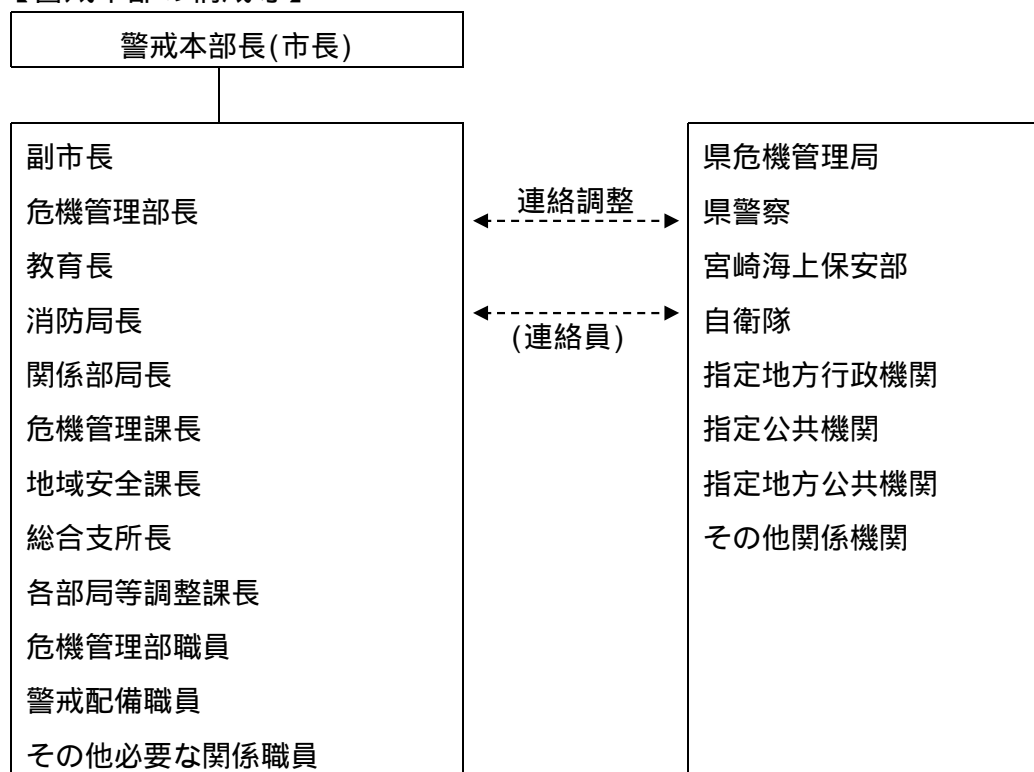 警戒本部長(市長)
副市長
危機管理部長
教育長
消防局長
関係部局長
危機管理課長
地域安全課長
総合支所長
各部局等調整課長
危機管理部職員
警戒配備職員
その他必要な関係職員
連絡調整
(連絡員)
県危機管理局
県警察
宮崎海上保安部
自衛隊
指定地方行政機関
指定公共機関
指定地方公共機関
その他関係機関